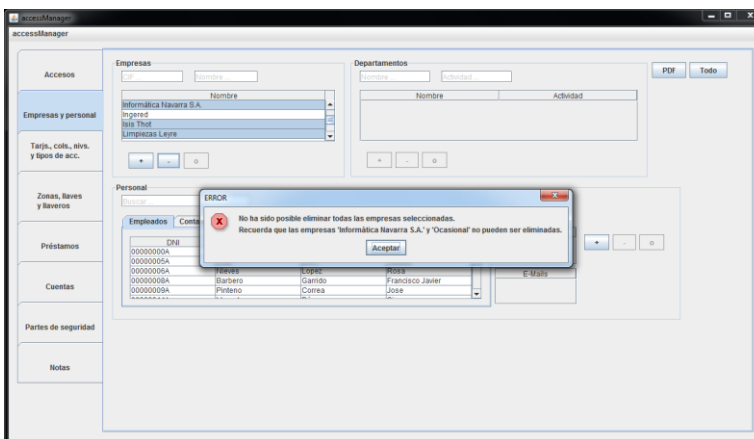 accessManager
accessManager
Accesos
Empresas y personal
Tarjs., cols., nivs.
y tipos de acc.
Zonas, llaves
y llaveros
Préstamos
Cuentas
Partes de seguridad
Notas
Empresas
CIF ...
Nombre ...
Nombre
Informática Navarra S.A.
Ingered
Isis Thot
Limpiezas Leyre
+ - o
Departamentos
Nombre ...
Actividad ...
Nombre Actividad
+ - o
PDF Todo
Personal
Buscar ...
Empleados Conta
DNI
00000000A
00000005A
00000006A Nieves López Rosa
00000008A Barbero Garrido Francisco Javier
00000009A Pinteno Correa Jose
E-Mails
+ - o
ERROR
No ha sido posible eliminar todas las empresas seleccionadas.
Recuerda que las empresas 'Informática Navarra S.A.' y 'Ocasional' no pueden ser eliminadas.
Aceptar